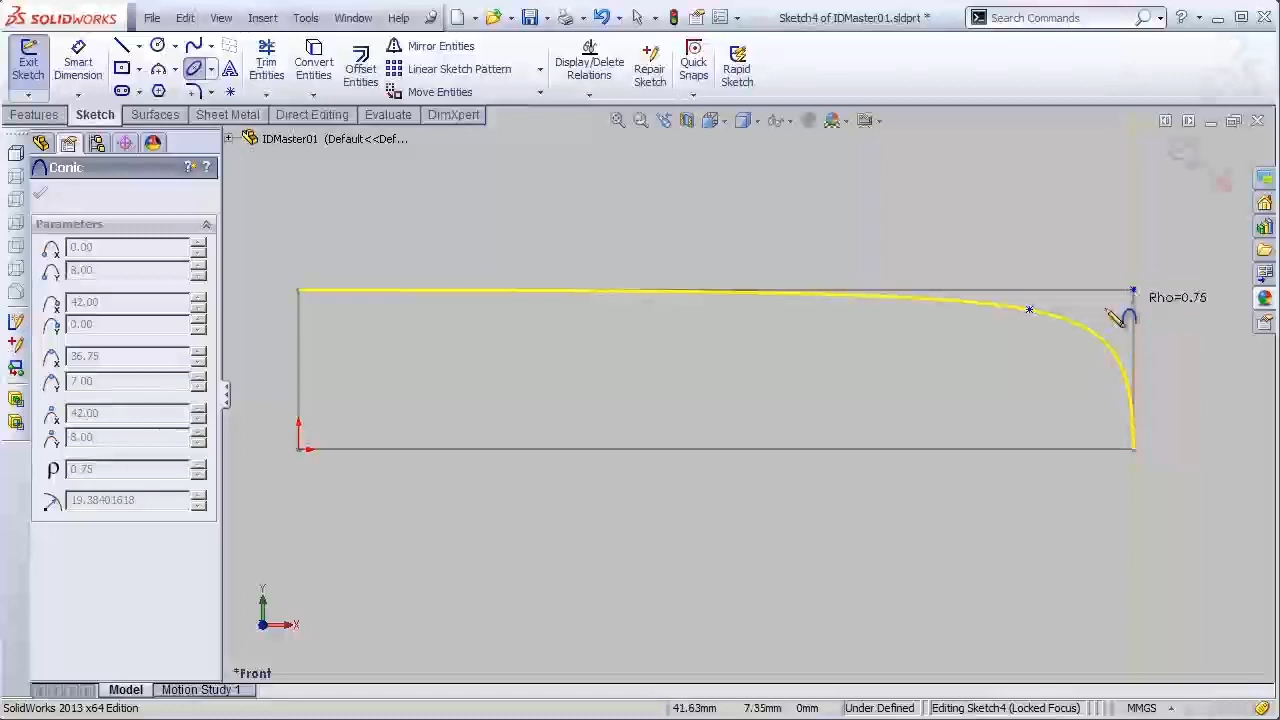 SOLIDWORKS File Edit View Insert Tools Window Help Sketch4 of IDMaster01.sldprt * Search Commands
Exit Sketch
Smart Dimension
Trim Entities
Convert Entities
Offset Entities
Mirror Entities
Linear Sketch Pattern
Move Entities
Display/Delete Relations
Repair Sketch
Quick Snaps
Rapid Sketch
Features Sketch Surfaces Sheet Metal Direct Editing Evaluate DimXpert
IDMaster01 (Default<<Def...
Conic
Parameters
0.00
8.00
42.00
0.00
36.75
7.00
42.00
8.00
ρ 0.75
19.38401618
Rho=0.75
Y
X
*Front
Model Motion Study 1
SolidWorks 2013 x64 Edition 41.63mm 7.35mm 0mm Under Defined Editing Sketch4 (Locked Focus) MMGS